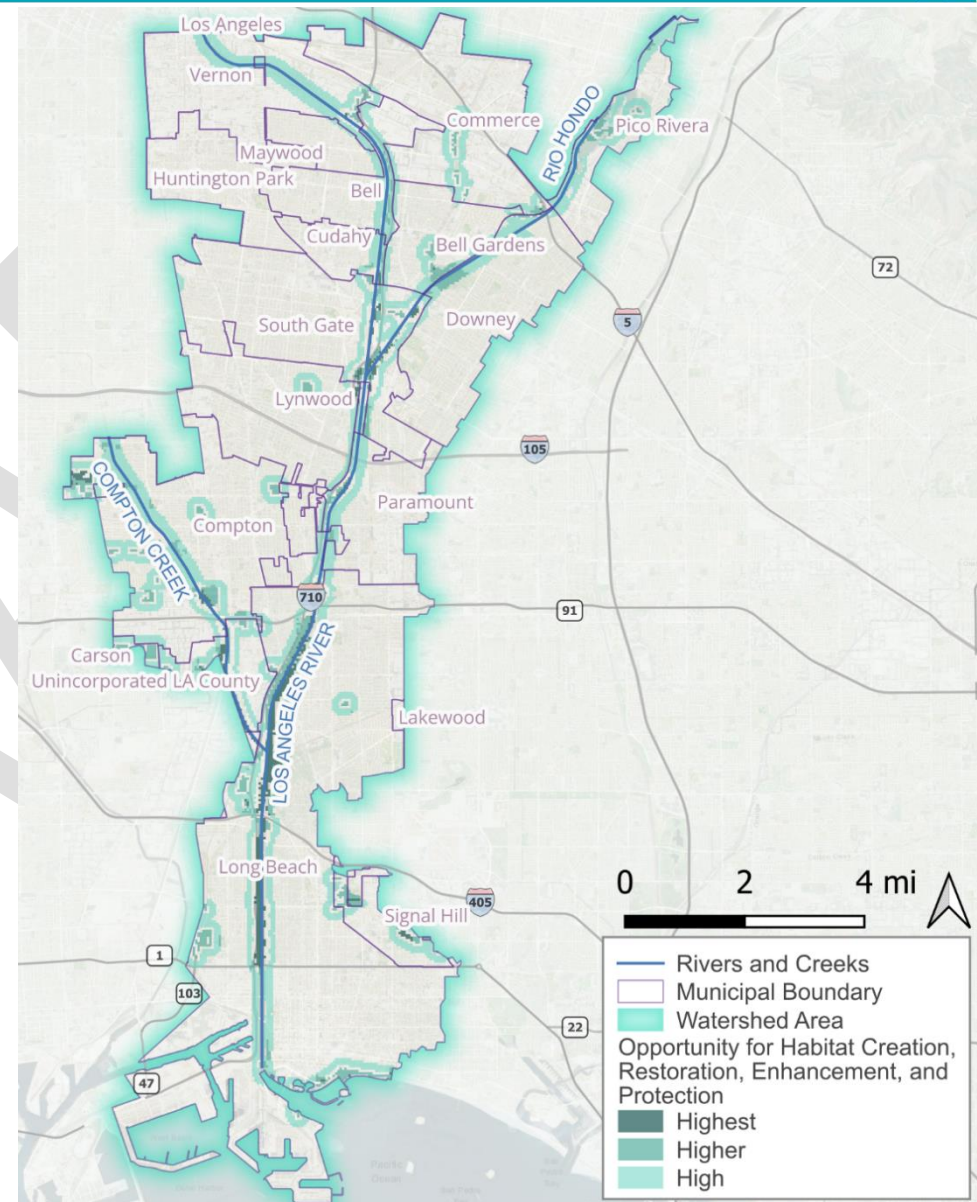 Los Angeles
Vernon
Commerce
RIO HONDO
Pico Rivera
Maywood
Huntington Park
Bell
Cudahy
Bell Gardens
72
South Gate
Downey
5
Lynwood
105
COMPTON CREEK
Paramount
Compton
710
91
LOS ANGELES RIVER
Carson
Unincorporated LA County
Lakewood
Long Beach
0 2 4 mi
405
Signal Hill
1
103
22
47
Rivers and Creeks
Municipal Boundary
Watershed Area
Opportunity for Habitat Creation,
Restoration, Enhancement, and
Protection
Highest
Higher
High
Pacific
Ocean